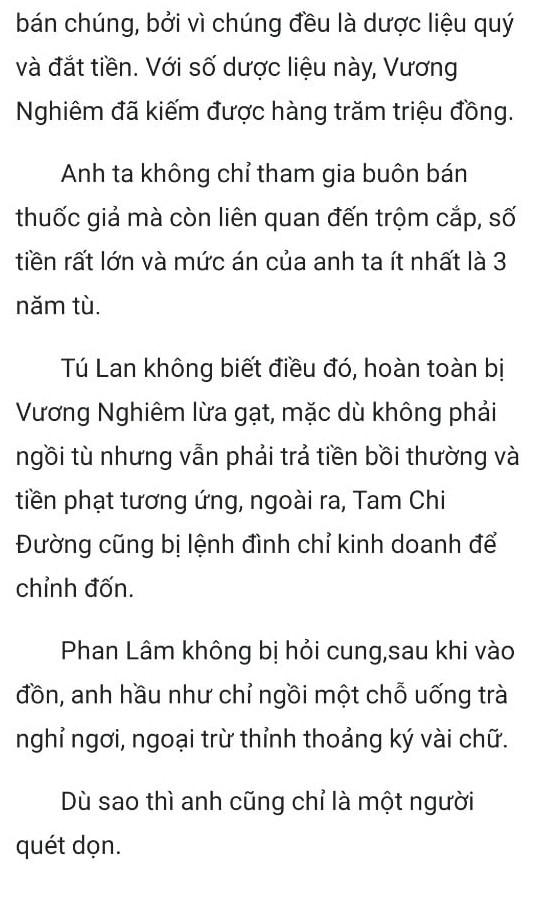 bán chúng, bởi vì chúng đều là dược liệu quý
và đắt tiền. Với số dược liệu này, Vương
Nghiêm đã kiếm được hàng trăm triệu đồng.
Anh ta không chỉ tham gia buôn bán
thuốc giả mà còn liên quan đến trộm cắp, số
tiền rất lớn và mức án của anh ta ít nhất là 3
năm tù.
Tú Lan không biết điều đó, hoàn toàn bị
Vương Nghiêm lừa gạt, mặc dù không phải
ngồi tù nhưng vẫn phải trả tiền bồi thường và
tiền phạt tương ứng, ngoài ra, Tam Chi
Đường cũng bị lệnh đình chỉ kinh doanh để
chỉnh đốn.
Phan Lâm không bị hỏi cung,sau khi vào
đồn, anh hầu như chỉ ngồi một chỗ uống trà
nghỉ ngơi, ngoại trừ thỉnh thoảng ký vài chữ.
Dù sao thì anh cũng chỉ là một người
quét dọn.